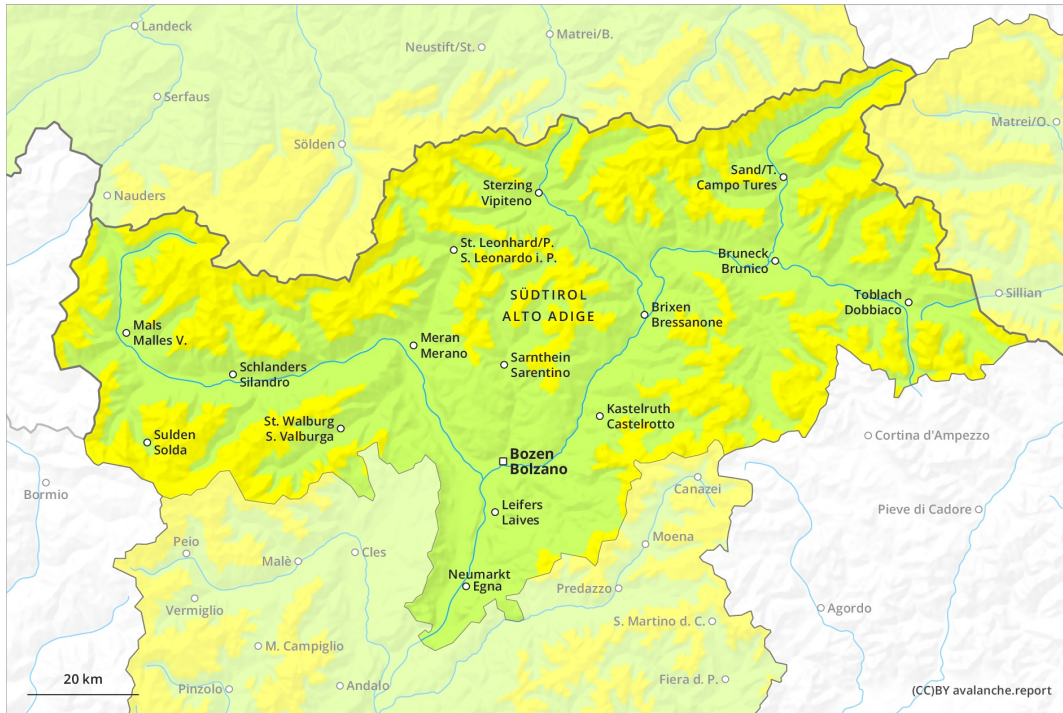 Landeck
Matrei/B.
Neustift/St.
Serfaus
Matrei/O.
Sölden
Sand/T.
Campo Tures
Sterzing
Vipiteno
Nauders
St. Leonhard/P.
S. Leonardo i. P.
Bruneck
Brunico
SÜDTIROL
ALTO ADIGE
Toblach
Dobbiaco
Sillian
Brixen
Bressanone
Mals
Malles V.
Meran
Merano
Sarnthein
Sarentino
Schlanders
Silandro
Kastelruth
Castelrotto
St. Walburg
S. Valburga
Sulden
Solda
Cortina d'Ampezzo
Bozen
Bolzano
Bormio
Canazei
Leifers
Laives
Pieve di Cadore
Moena
Peio
Cles
Malè
Neumarkt
Egna
Predazzo
Vermiglio
Agordo
S. Martino d. C.
M. Campiglio
20 km
Pinzolo
Andalo
Fiera d. P.
(CC)BY avalanche.report